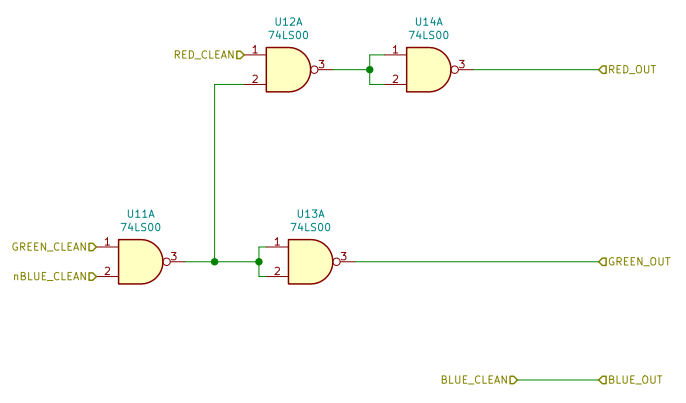 U12A
74LS00
RED_CLEAN
1
2
3
U14A
74LS00
1
2
3
RED_OUT
U11A
74LS00
GREEN_CLEAN
nBLUE_CLEAN
1
2
3
U13A
74LS00
1
2
3
GREEN_OUT
BLUE_CLEAN
BLUE_OUT